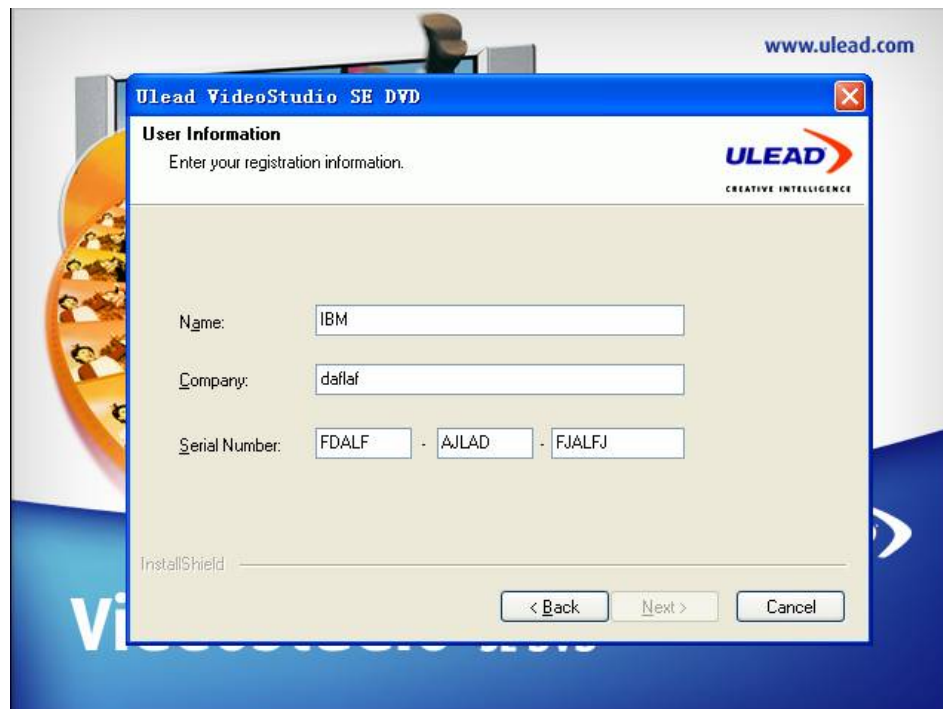 www.ulead.com
Ulead VideoStudio SE DVD
User Information
Enter your registration information.
ULEAD
CREATIVE INTELLIGENCE
Name: IBM
Company: daflaf
Serial Number: FDALF - AJLAD - FJALFJ
InstallShield
< Back Next > Cancel